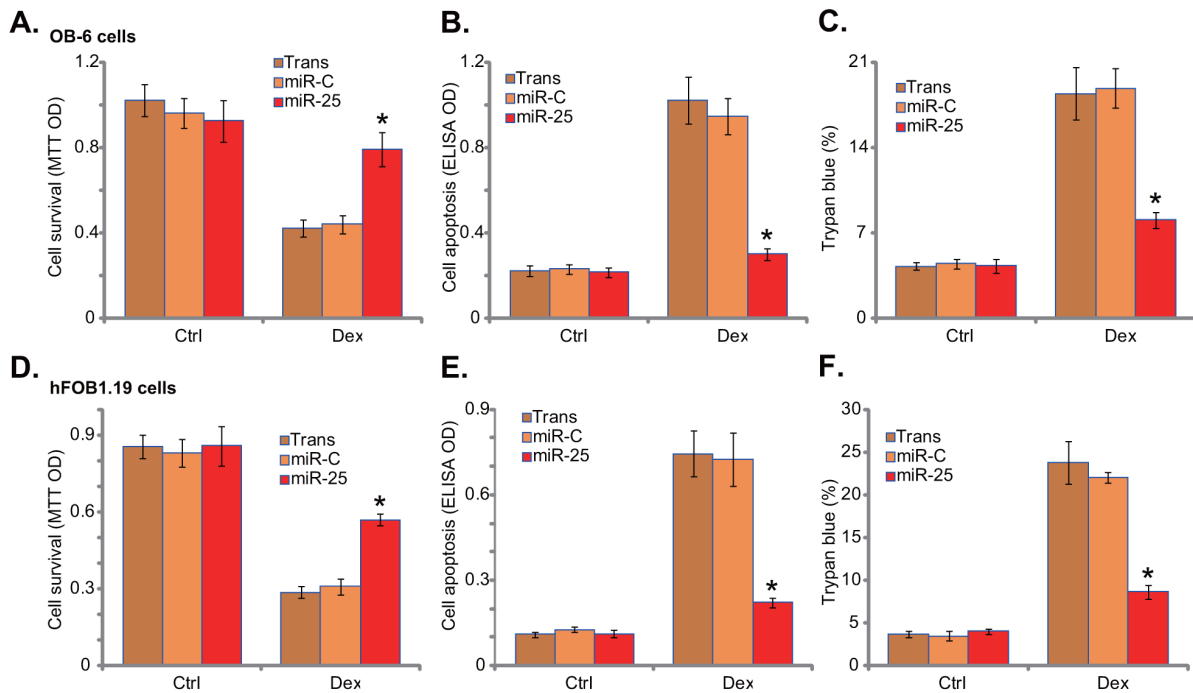 A.
OB-6 cells
Cell survival (MTT OD)
1.2
0.8
0.4
0
Trans
miR-C
miR-25
*
Ctrl
Dex
B.
Cell apoptosis (ELISA OD)
1.2
0.8
0.4
0
Trans
miR-C
miR-25
*
Ctrl
Dex
C.
Trypan blue (%)
21
14
7
0
Trans
miR-C
miR-25
*
Ctrl
Dex
D.
hFOB1.19 cells
Cell survival (MTT OD)
0.9
0.6
0.3
0
Trans
miR-C
miR-25
*
Ctrl
Dex
E.
Cell apoptosis (ELISA OD)
0.9
0.6
0.3
0
Trans
miR-C
miR-25
*
Ctrl
Dex
F.
Trypan blue (%)
30
25
20
15
10
5
0
Trans
miR-C
miR-25
*
Ctrl
Dex